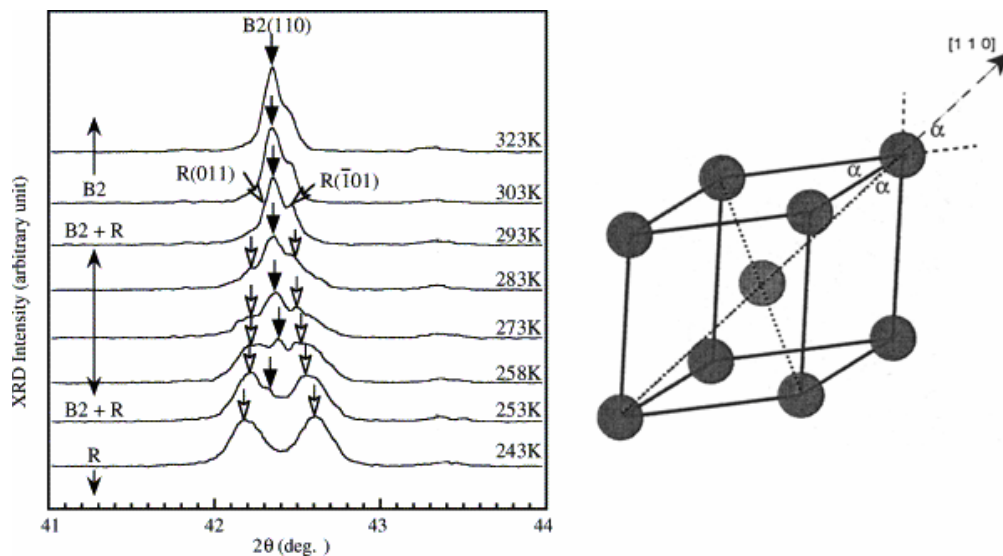 B2(110)
323K
B2
R(011)
R(1̄01)
303K
B2 + R
293K
283K
273K
258K
B2 + R
253K
R
243K
41
42
43
44
2θ (deg. )
XRD Intensity (arbitrary unit)
[1 1 0]
α
α
α